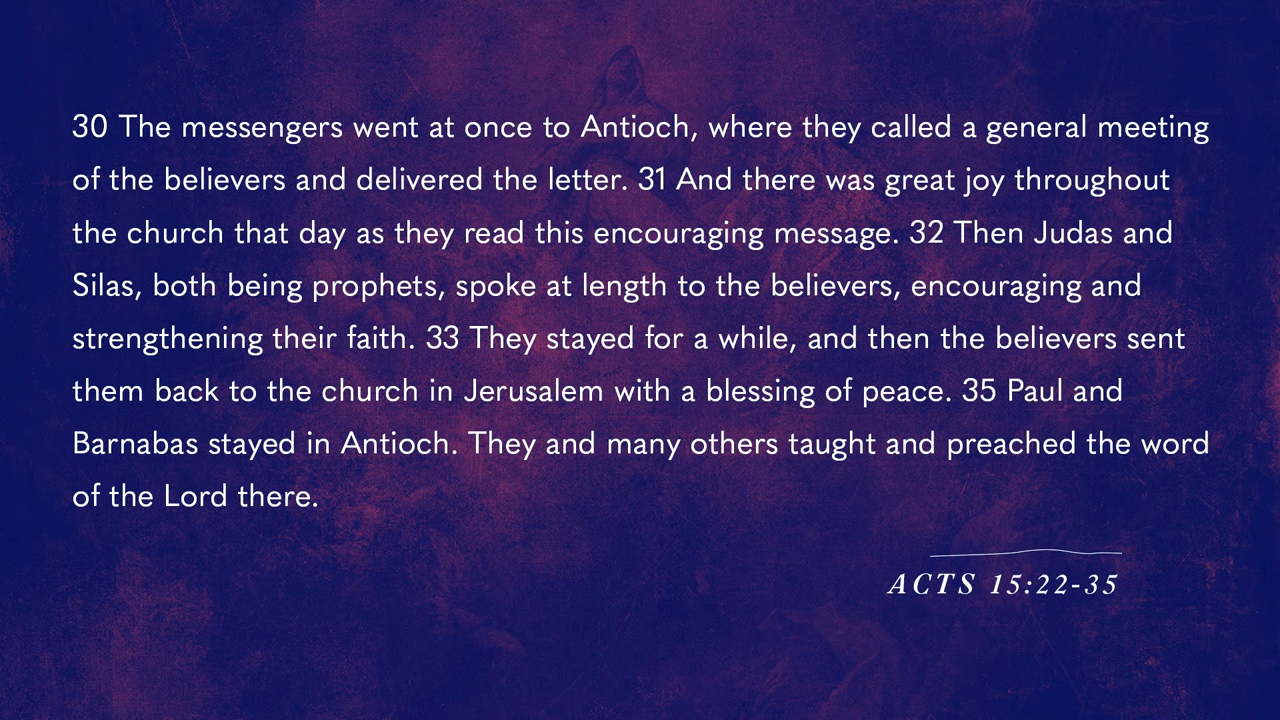 30 The messengers went at once to Antioch, where they called a general meeting
of the believers and delivered the letter. 31 And there was great joy throughout
the church that day as they read this encouraging message. 32 Then Judas and
Silas, both being prophets, spoke at length to the believers, encouraging and
strengthening their faith. 33 They stayed for a while, and then the believers sent
them back to the church in Jerusalem with a blessing of peace. 35 Paul and
Barnabas stayed in Antioch. They and many others taught and preached the word
of the Lord there.
ACTS 15:22-35